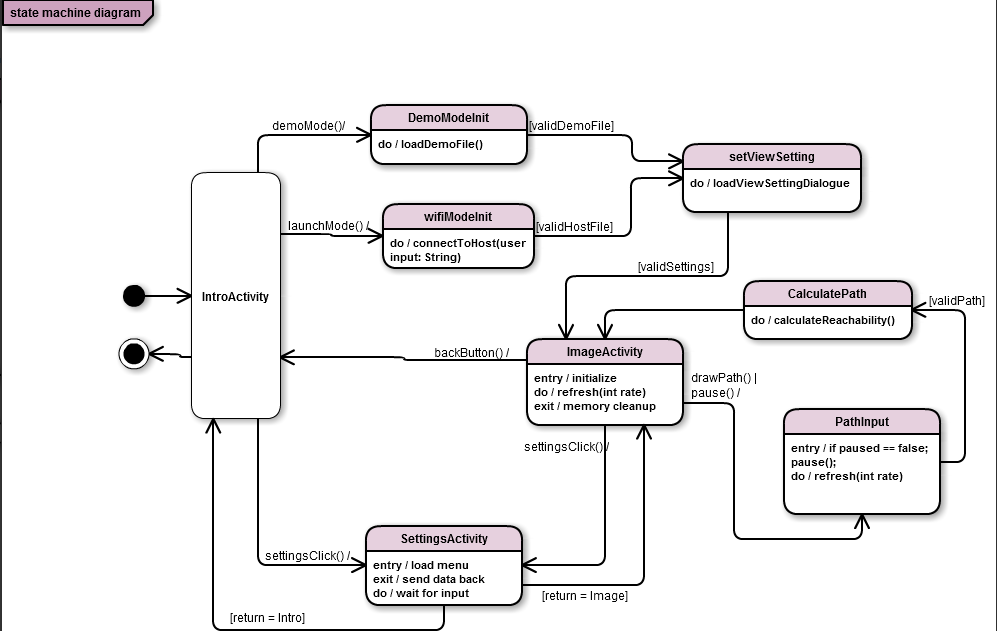 state machine diagram
demoMode()/
DemoModeInit
do / loadDemoFile()
[validDemoFile]
setViewSetting
do / loadViewSettingDialogue
launchMode() /
wifiModeInit
do / connectToHost(user
input: String)
[validHostFile]
[validSettings]
IntroActivity
CalculatePath
do / calculateReachability()
[validPath]
backButton() /
ImageActivity
entry / initialize
do / refresh(int rate)
exit / memory cleanup
drawPath() |
pause() /
PathInput
entry / if paused == false;
pause();
do / refresh(int rate)
settingsClick() /
settingsClick() /
SettingsActivity
entry / load menu
exit / send data back
do / wait for input
[return = Image]
[return = Intro]